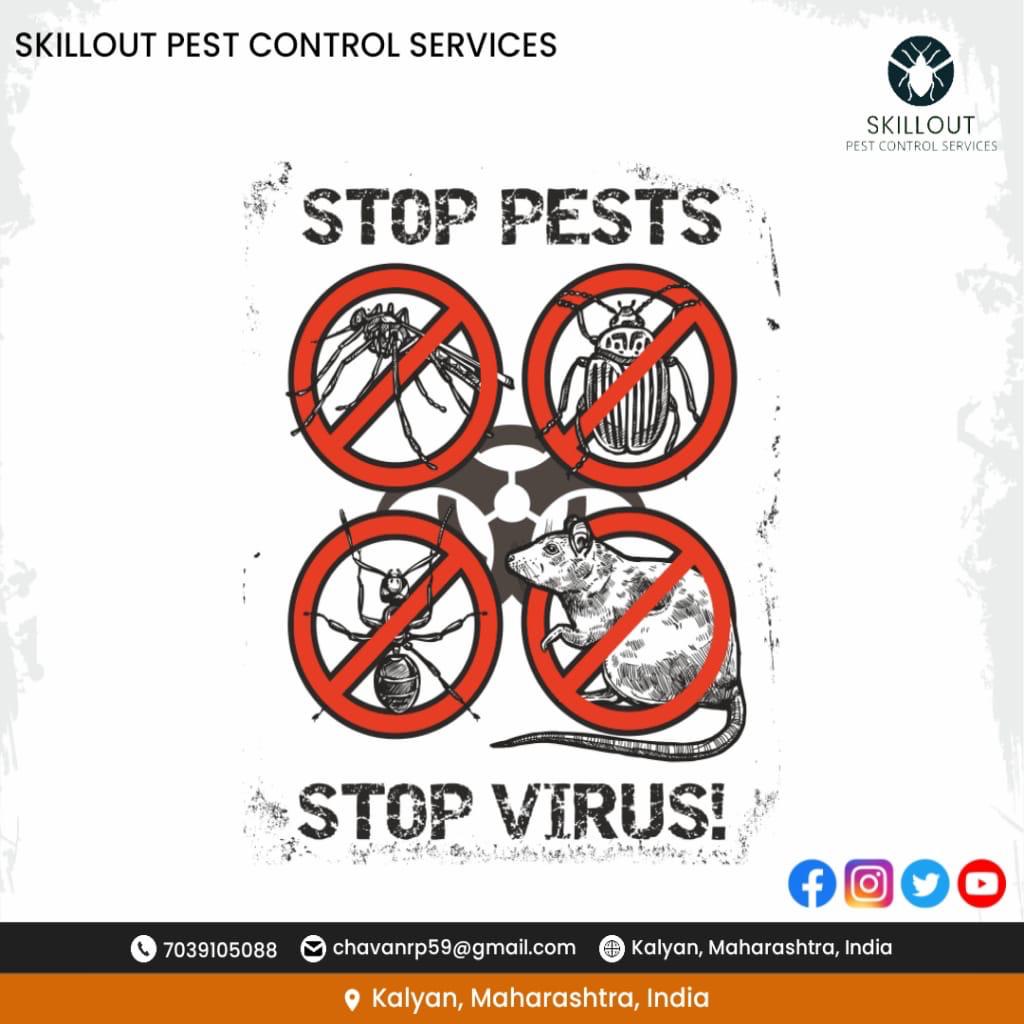 SKILLOUT PEST CONTROL SERVICES
SKILLOUT
PEST CONTROL SERVICES
STOP PESTS
STOP VIRUS!
7039105088 chavanrp59@gmail.com Kalyan, Maharashtra, India
Kalyan, Maharashtra, India